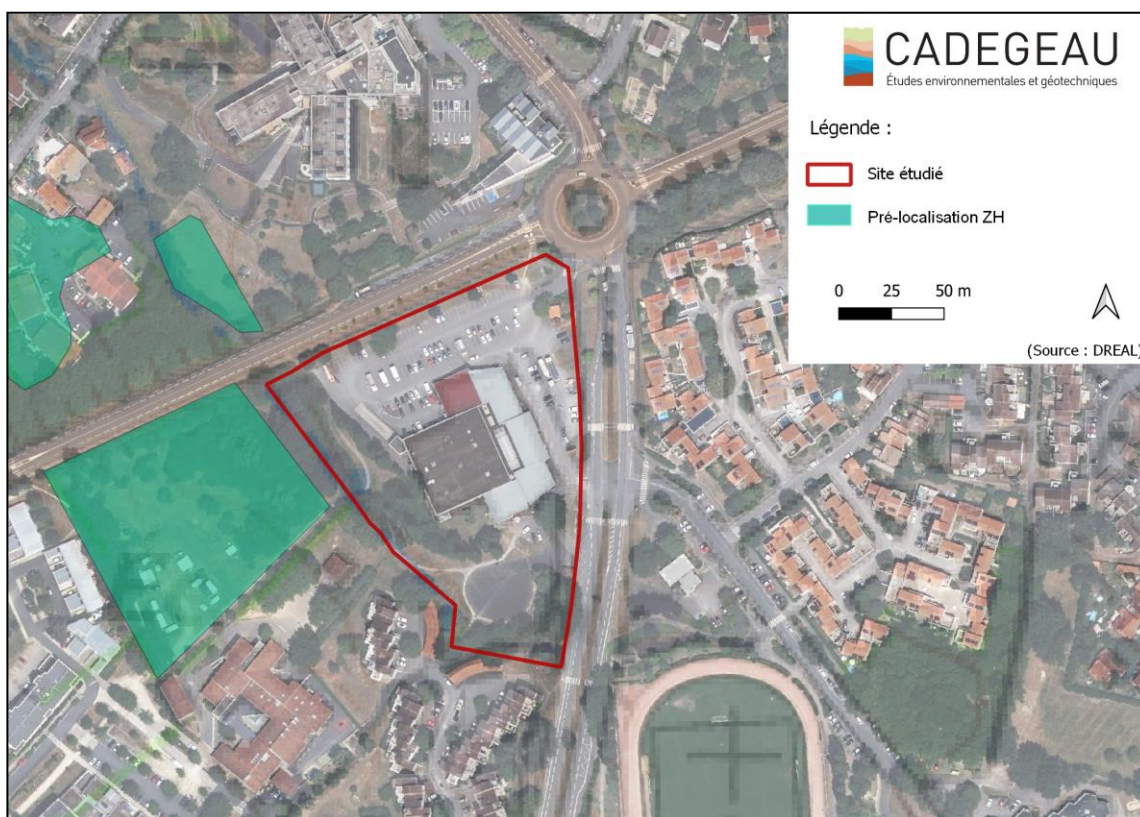 CADEGEAU
Études environnementales et géotechniques
Légende :
Site étudié
Pré-localisation ZH
0 25 50 m
(Source : DREAL)